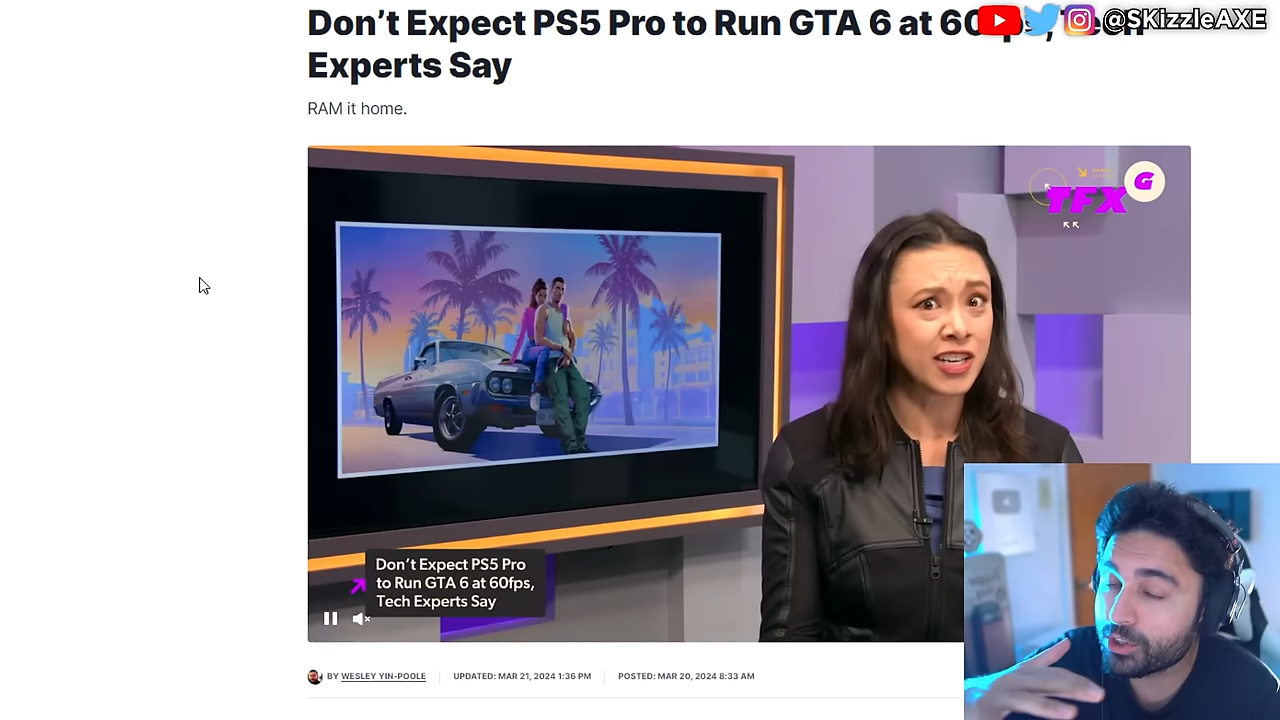 Don’t Expect PS5 Pro to Run GTA 6 at 60fps, Tech
@SKizzleAXE
Experts Say
RAM it home.
G
TFX
Don’t Expect PS5 Pro
to Run GTA 6 at 60fps,
Tech Experts Say
BY WESLEY YIN-POOLE
UPDATED: MAR 21, 2024 1:36 PM
POSTED: MAR 20, 2024 8:33 AM